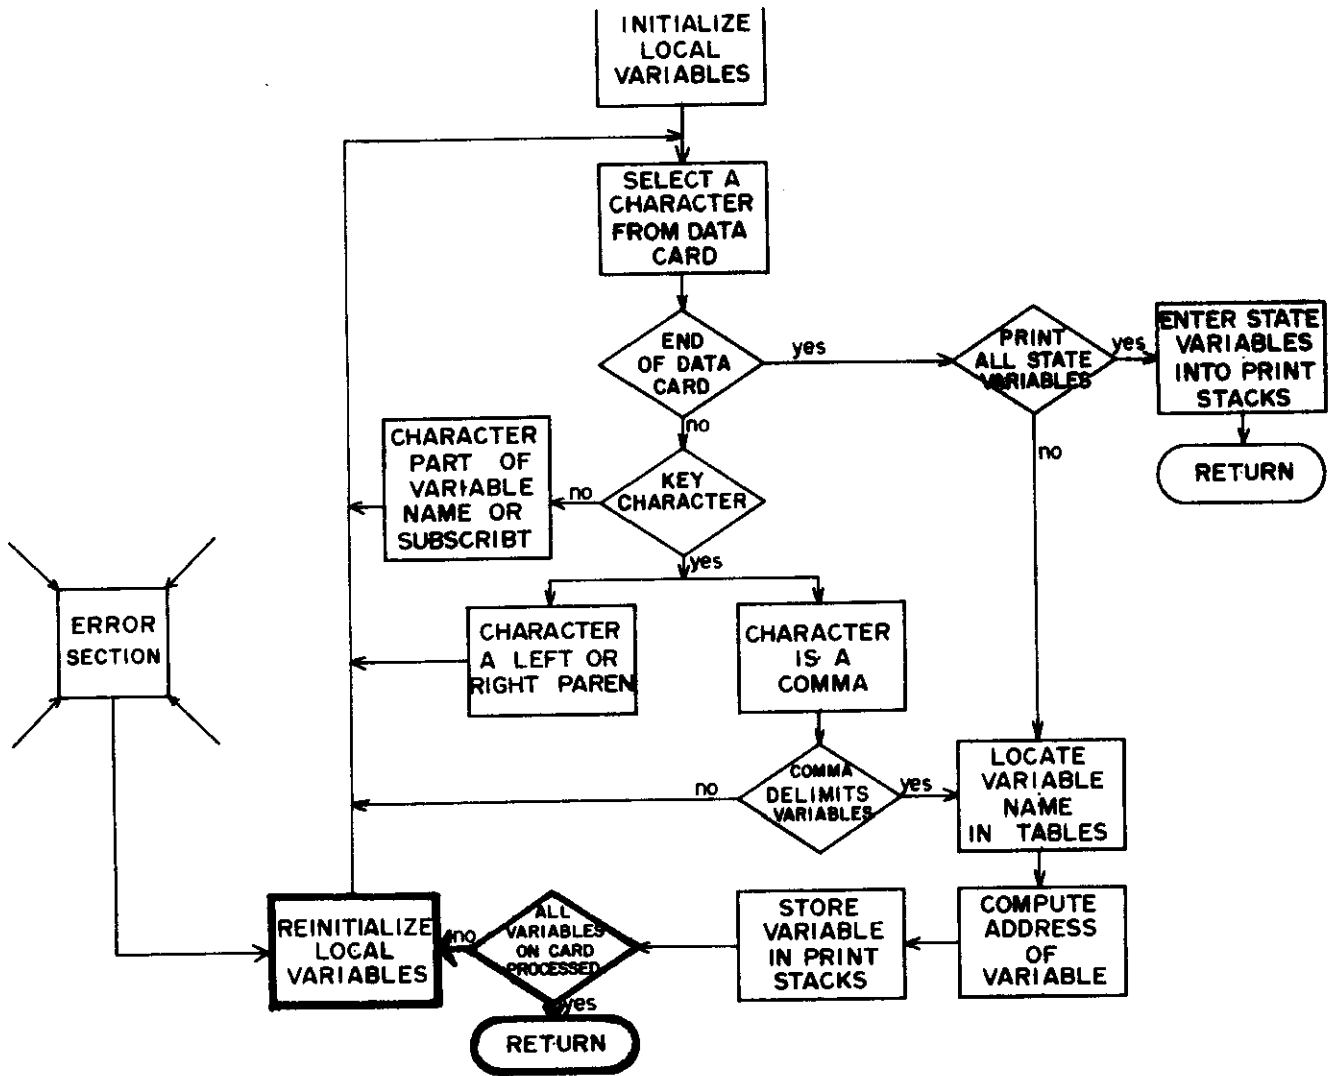 INITIALIZE
LOCAL
VARIABLES
SELECT A
CHARACTER
FROM DATA
CARD
END
OF DATA
CARD
yes
PRINT
ALL STATE
VARIABLES
yes
ENTER STATE
VARIABLES
INTO PRINT
STACKS
RETURN
no
no
KEY
CHARACTER
no
CHARACTER
PART OF
VARIABLE
NAME OR
SUBSCRIBT
yes
CHARACTER
A LEFT OR
RIGHT PAREN
CHARACTER
IS A
COMMA
ERROR
SECTION
COMMA
DELIMITS
VARIABLES
no
yes
LOCATE
VARIABLE
NAME
IN TABLES
COMPUTE
ADDRESS
OF
VARIABLE
STORE
VARIABLE
IN PRINT
STACKS
ALL
VARIABLES
ON CARD
PROCESSED
no
REINITIALIZE
LOCAL
VARIABLES
yes
RETURN